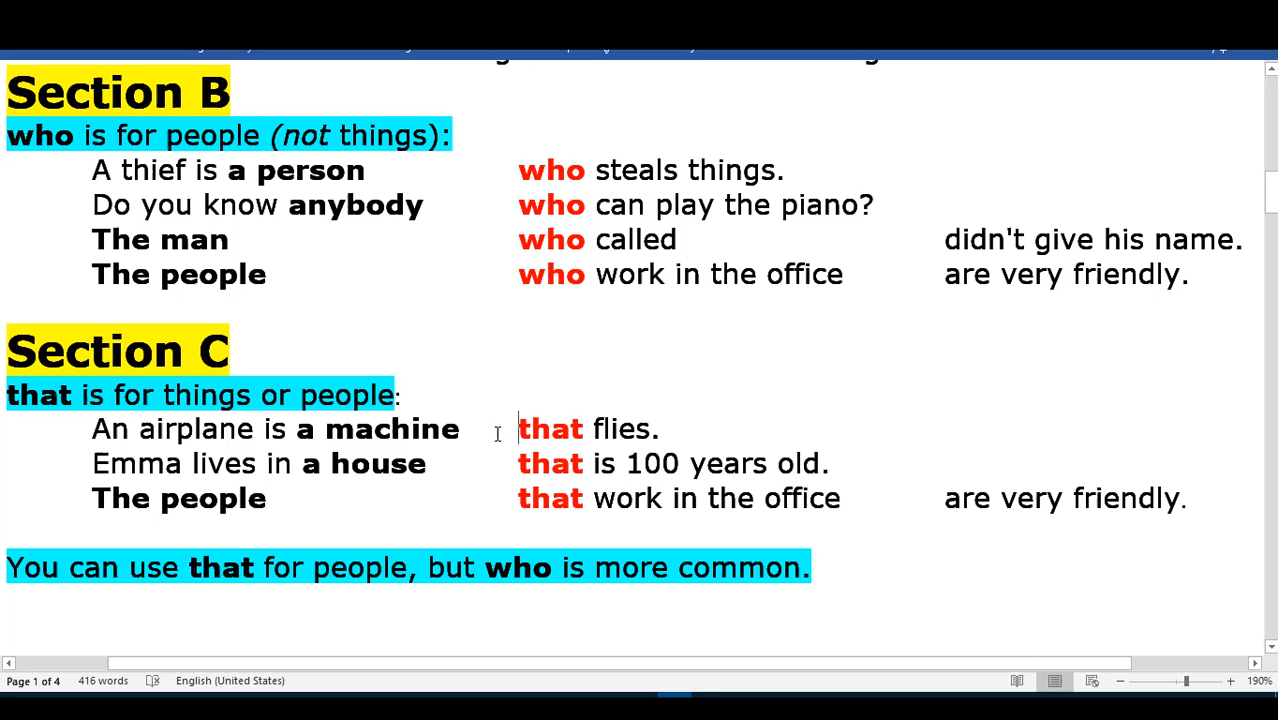 Section B
who is for people (not things):
A thief is a person who steals things.
Do you know anybody who can play the piano?
The man who called didn't give his name.
The people who work in the office are very friendly.
Section C
that is for things or people:
An airplane is a machine that flies.
Emma lives in a house that is 100 years old.
The people that work in the office are very friendly.
You can use that for people, but who is more common.
Page 1 of 4 416 words English (United States) 190%